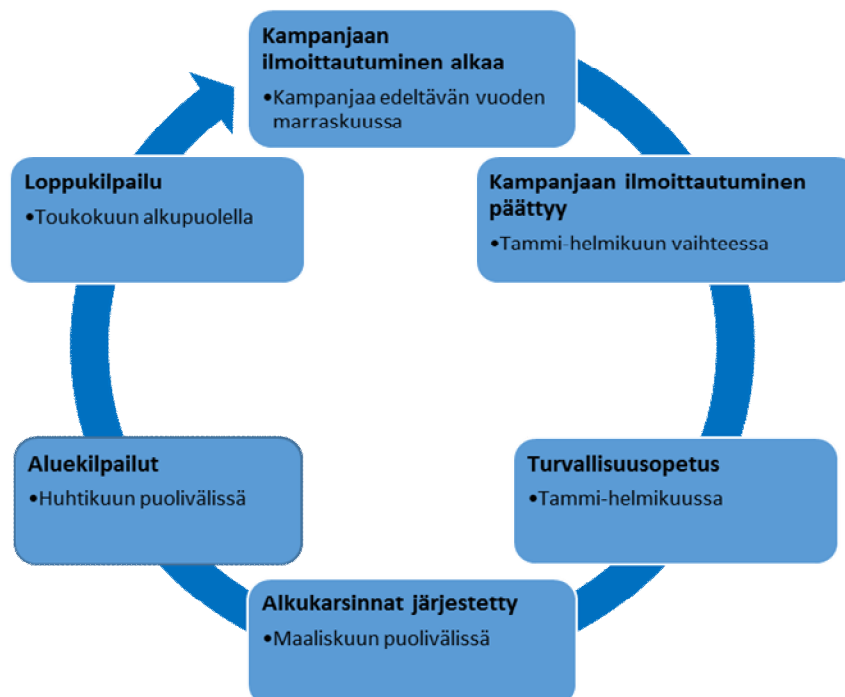 Kampanjaan
ilmoittautuminen alkaa
•Kampanjaa edeltävän vuoden
marraskuussa
Kampanjaan ilmoittautuminen
päättyy
•Tammi-helmikuun vaihteessa
Turvallisuusopetus
•Tammi-helmikuussa
Alkukarsinnat järjestetty
•Maaliskuun puolivälissä
Aluekilpailut
•Huhtikuun puolivälissä
Loppukilpailu
•Toukokuun alkupuolella